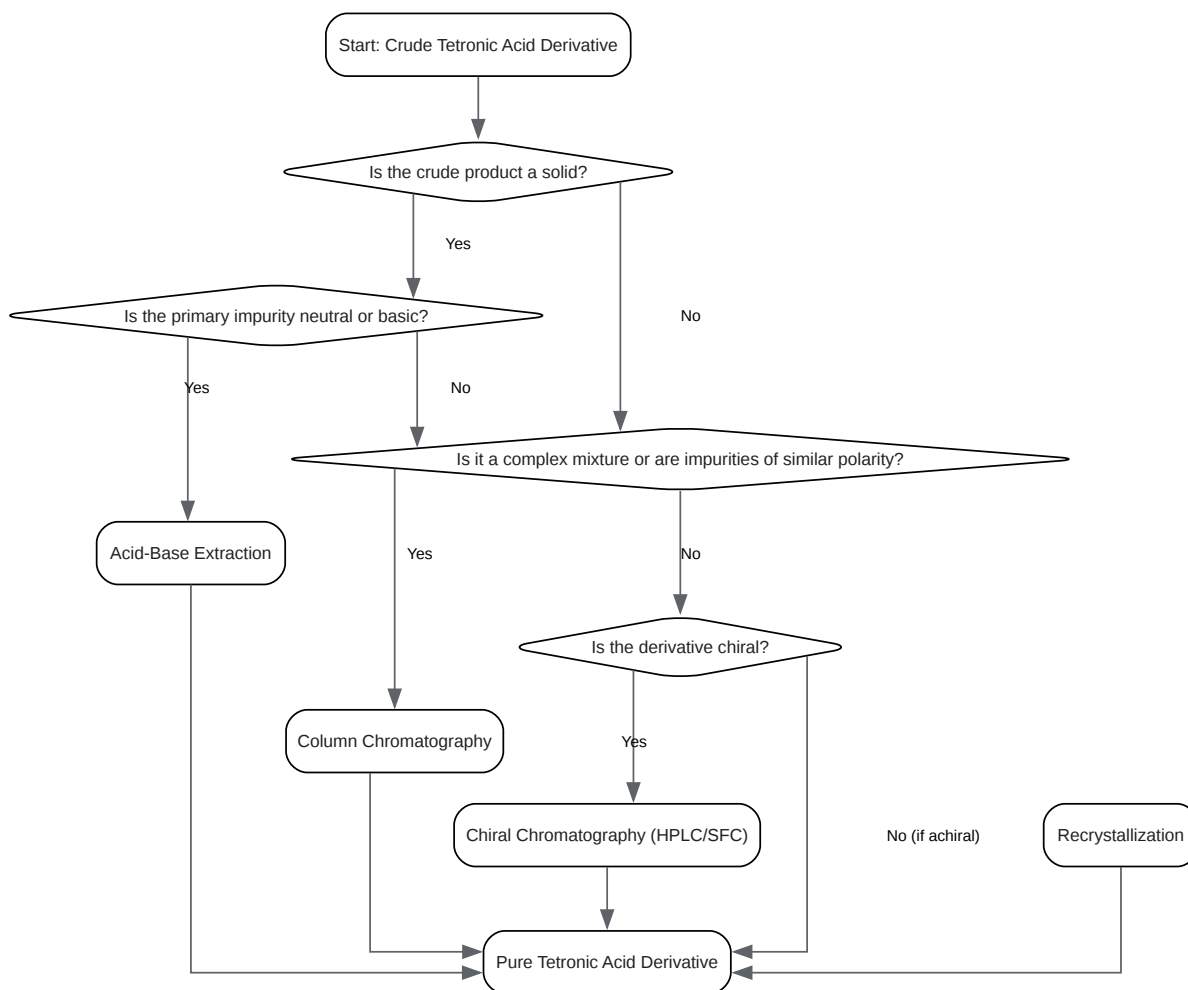 Start: Crude Tetronic Acid Derivative
Is the crude product a solid?
Yes
Is the primary impurity neutral or basic?
No
Yes
No
Is it a complex mixture or are impurities of similar polarity?
Acid-Base Extraction
Yes
No
Is the derivative chiral?
Column Chromatography
Yes
Chiral Chromatography (HPLC/SFC)
No (if achiral)
Recrystallization
Pure Tetronic Acid Derivative